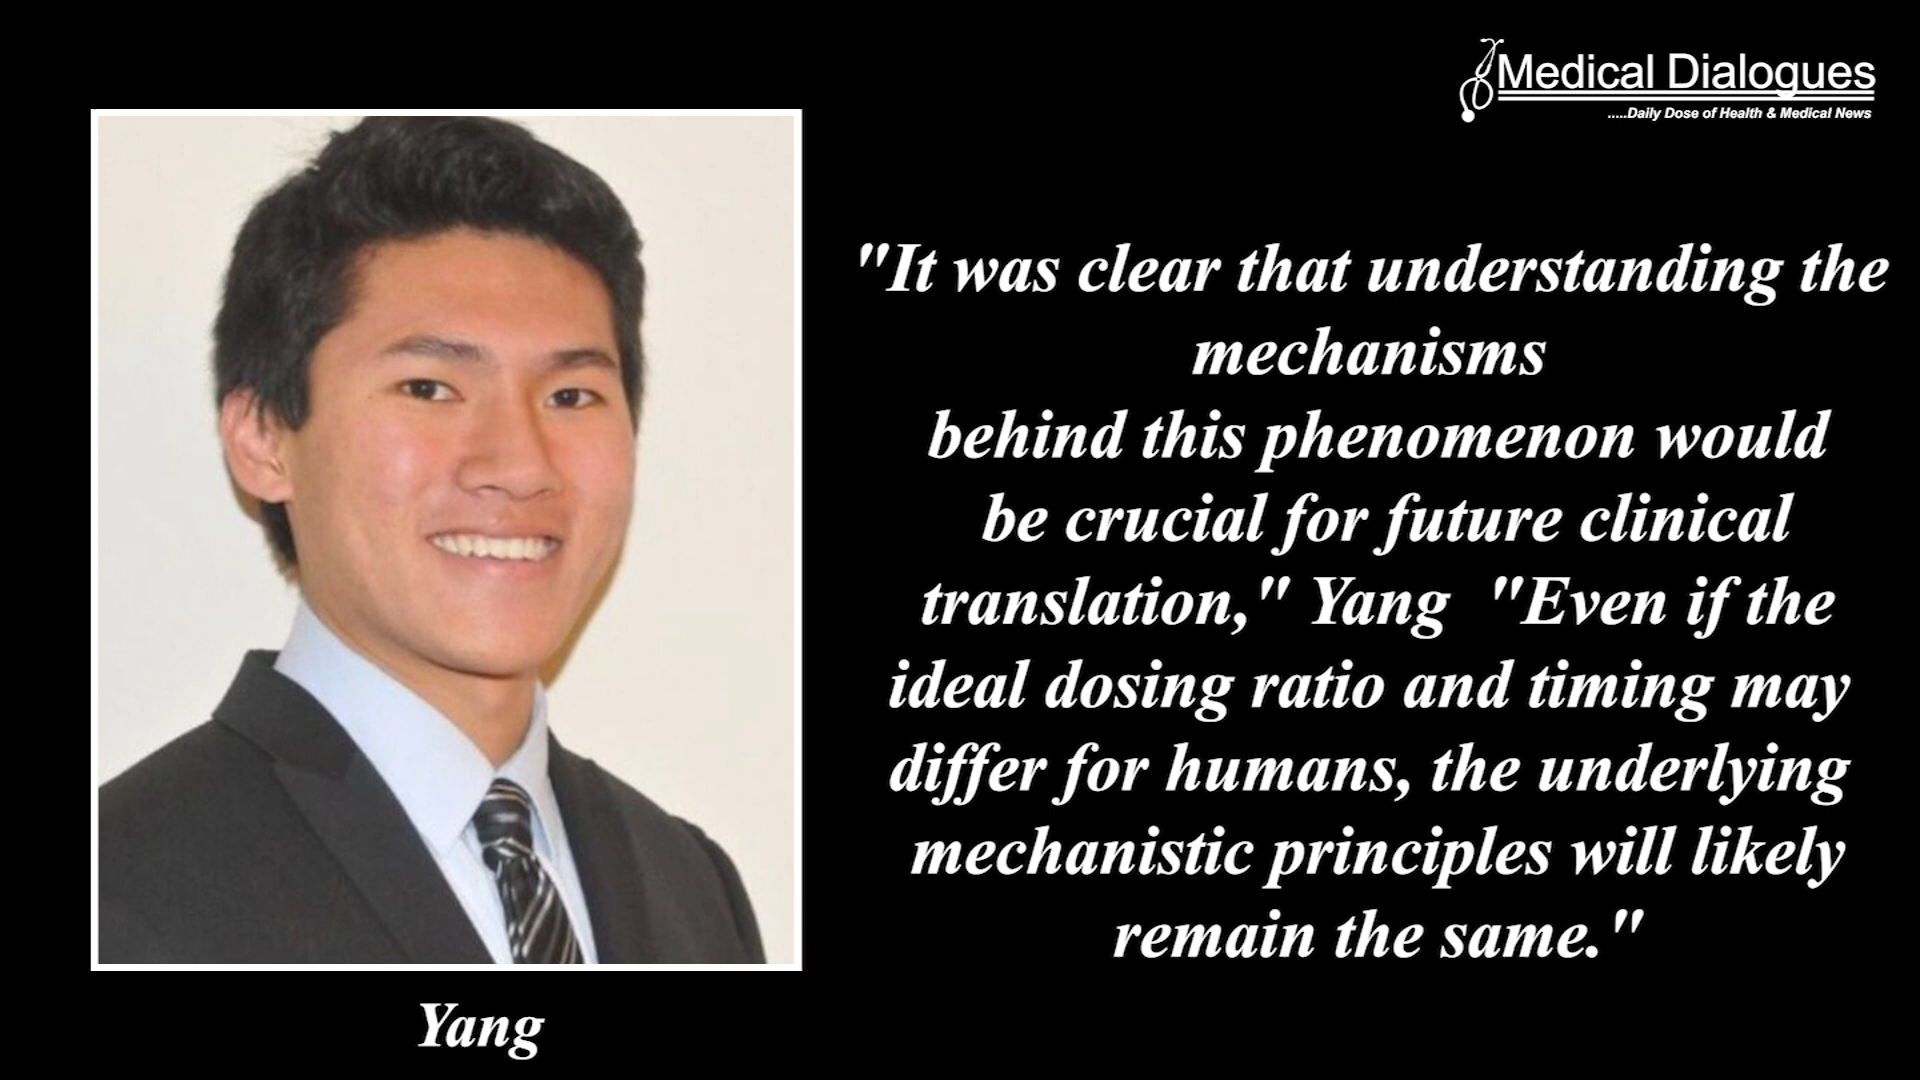 Medical Dialogues
.....Daily Dose of Health & Medical News
"It was clear that understanding the
mechanisms
behind this phenomenon would
be crucial for future clinical
translation," Yang "Even if the
ideal dosing ratio and timing may
differ for humans, the underlying
mechanistic principles will likely
remain the same."
Yang